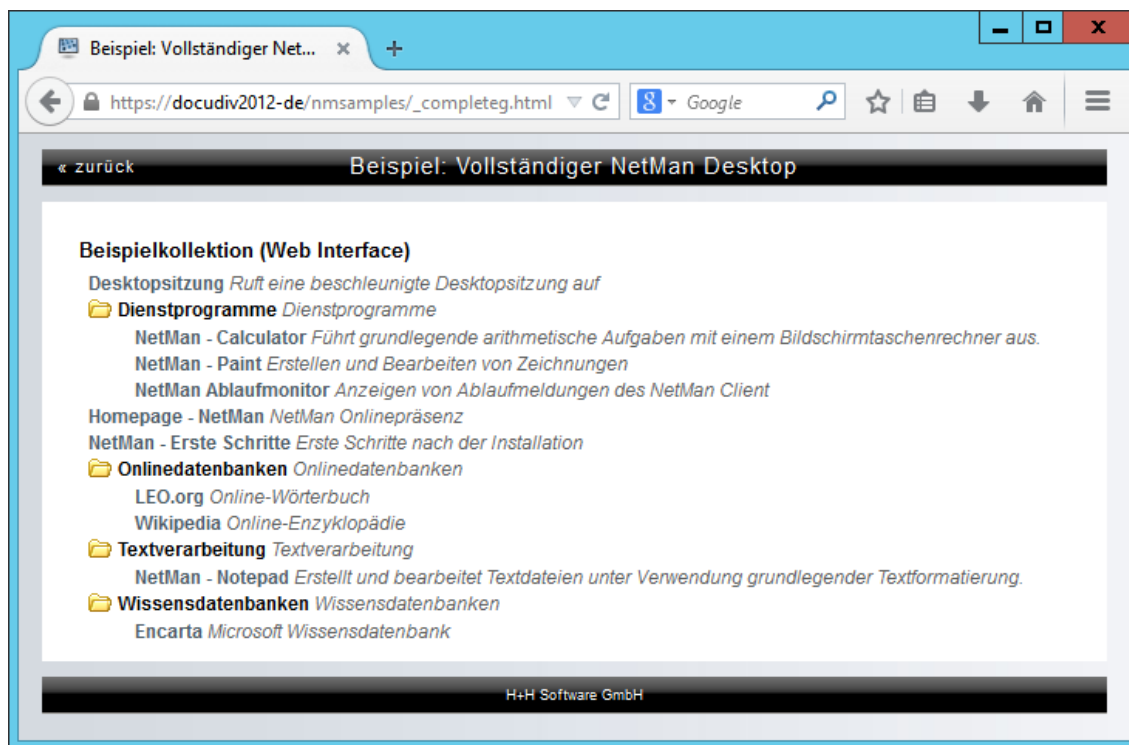 Beispiel: Vollständiger Net...
https://docudiv2012-de/nmsamples/_completeg.html
Google
« zurück
Beispiel: Vollständiger NetMan Desktop
Beispielkollektion (Web Interface)
Desktopsitzung Ruft eine beschleunigte Desktopsitzung auf
Dienstprogramme Dienstprogramme
NetMan - Calculator Führt grundlegende arithmetische Aufgaben mit einem Bildschirmtaschenrechner aus.
NetMan - Paint Erstellen und Bearbeiten von Zeichnungen
NetMan Ablaufmonitor Anzeigen von Ablaufmeldungen des NetMan Client
Homepage - NetMan NetMan Onlinepräsenz
NetMan - Erste Schritte Erste Schritte nach der Installation
Onlinedatenbanken Onlinedatenbanken
LEO.org Online-Wörterbuch
Wikipedia Online-Enzyklopädie
Textverarbeitung Textverarbeitung
NetMan - Notepad Erstellt und bearbeitet Textdateien unter Verwendung grundlegender Textformatierung.
Wissensdatenbanken Wissensdatenbanken
Encarta Microsoft Wissensdatenbank
H+H Software GmbH